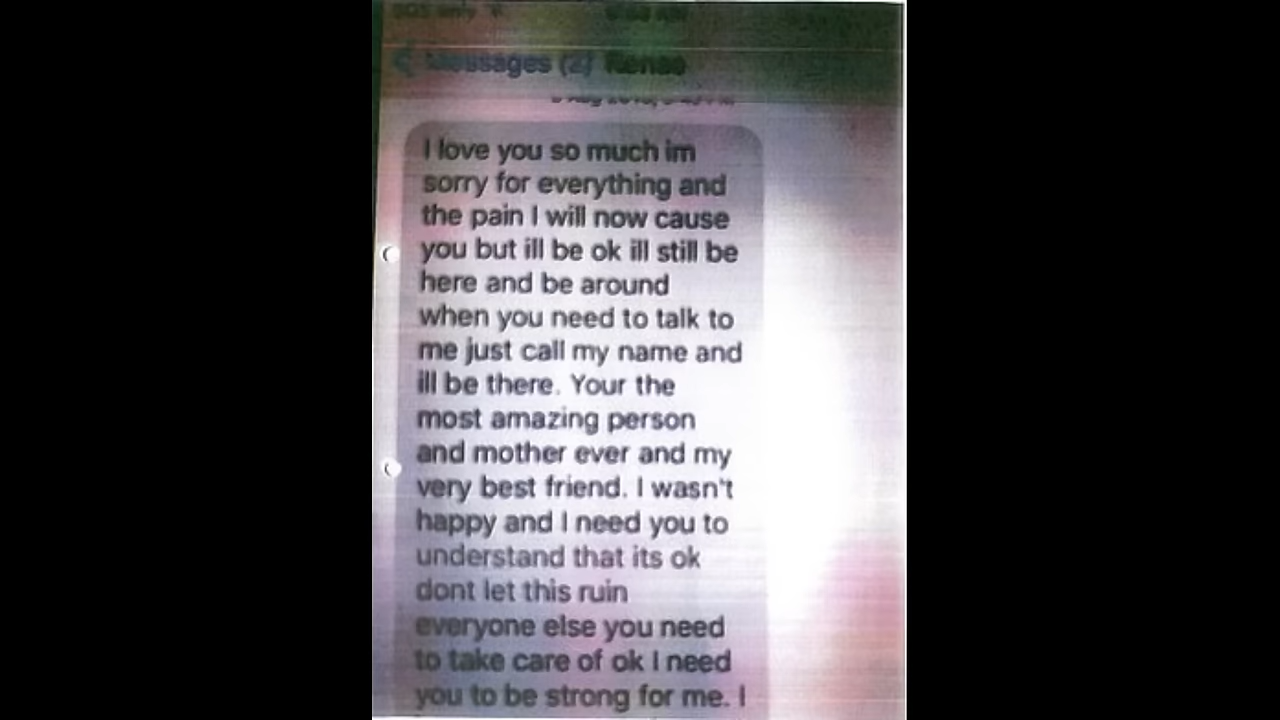 Messages (2)
I love you so much im
sorry for everything and
the pain I will now cause
you but ill be ok ill still be
here and be around
when you need to talk to
me just call my name and
ill be there. Your the
most amazing person
and mother ever and my
very best friend. I wasn't
happy and I need you to
understand that its ok
dont let this ruin
everyone else you need
to take care of ok I need
you to be strong for me. I